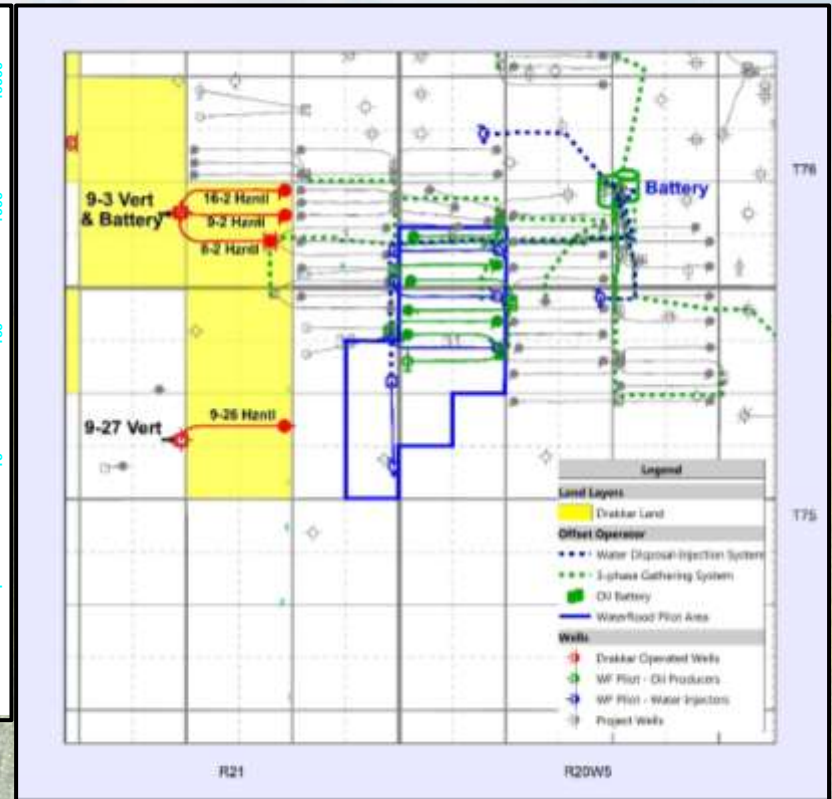 T76
Battery
9-3 Vert
& Battery
16-2 Hzntl
9-2 Hzntl
8-2 Hzntl
9-27 Vert
9-26 Hzntl
Legend
Land Layers
Drakkar Land
Offset Operator
Water Disposal-Injection System
3-phase Gathering System
Oil Battery
Waterflood Pilot Area
Wells
Drakkar Operated Wells
WF Pilot - Oil Producers
WF Pilot - Water Injectors
Project Wells
T75
R21
R20W5